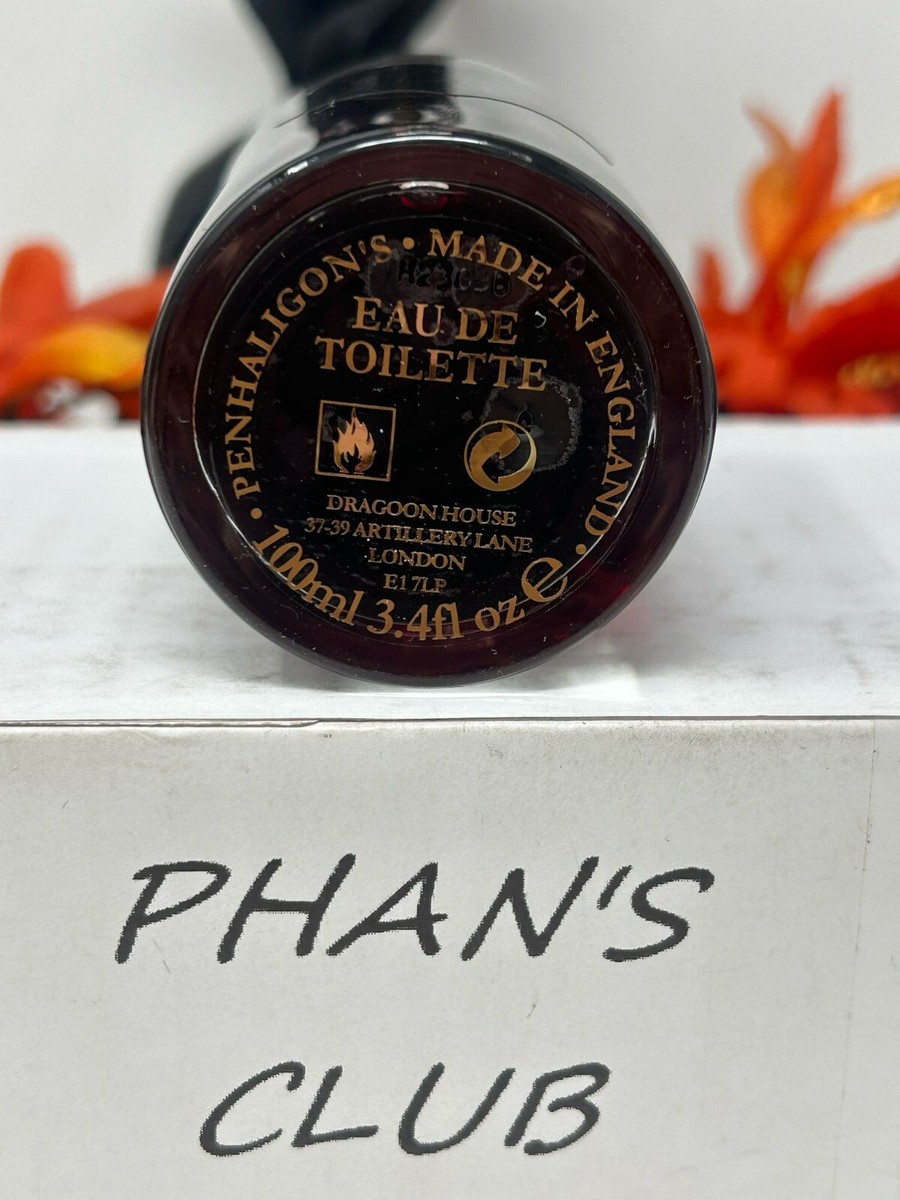 • PENHALIGON'S • MADE IN ENGLAND •
EAU DE
TOILETTE
DRAGOON HOUSE
37-39 ARTILLERY LANE
LONDON
E1 7LP
100ml 3.4fl oz ℮
PHAN'S
CLUB